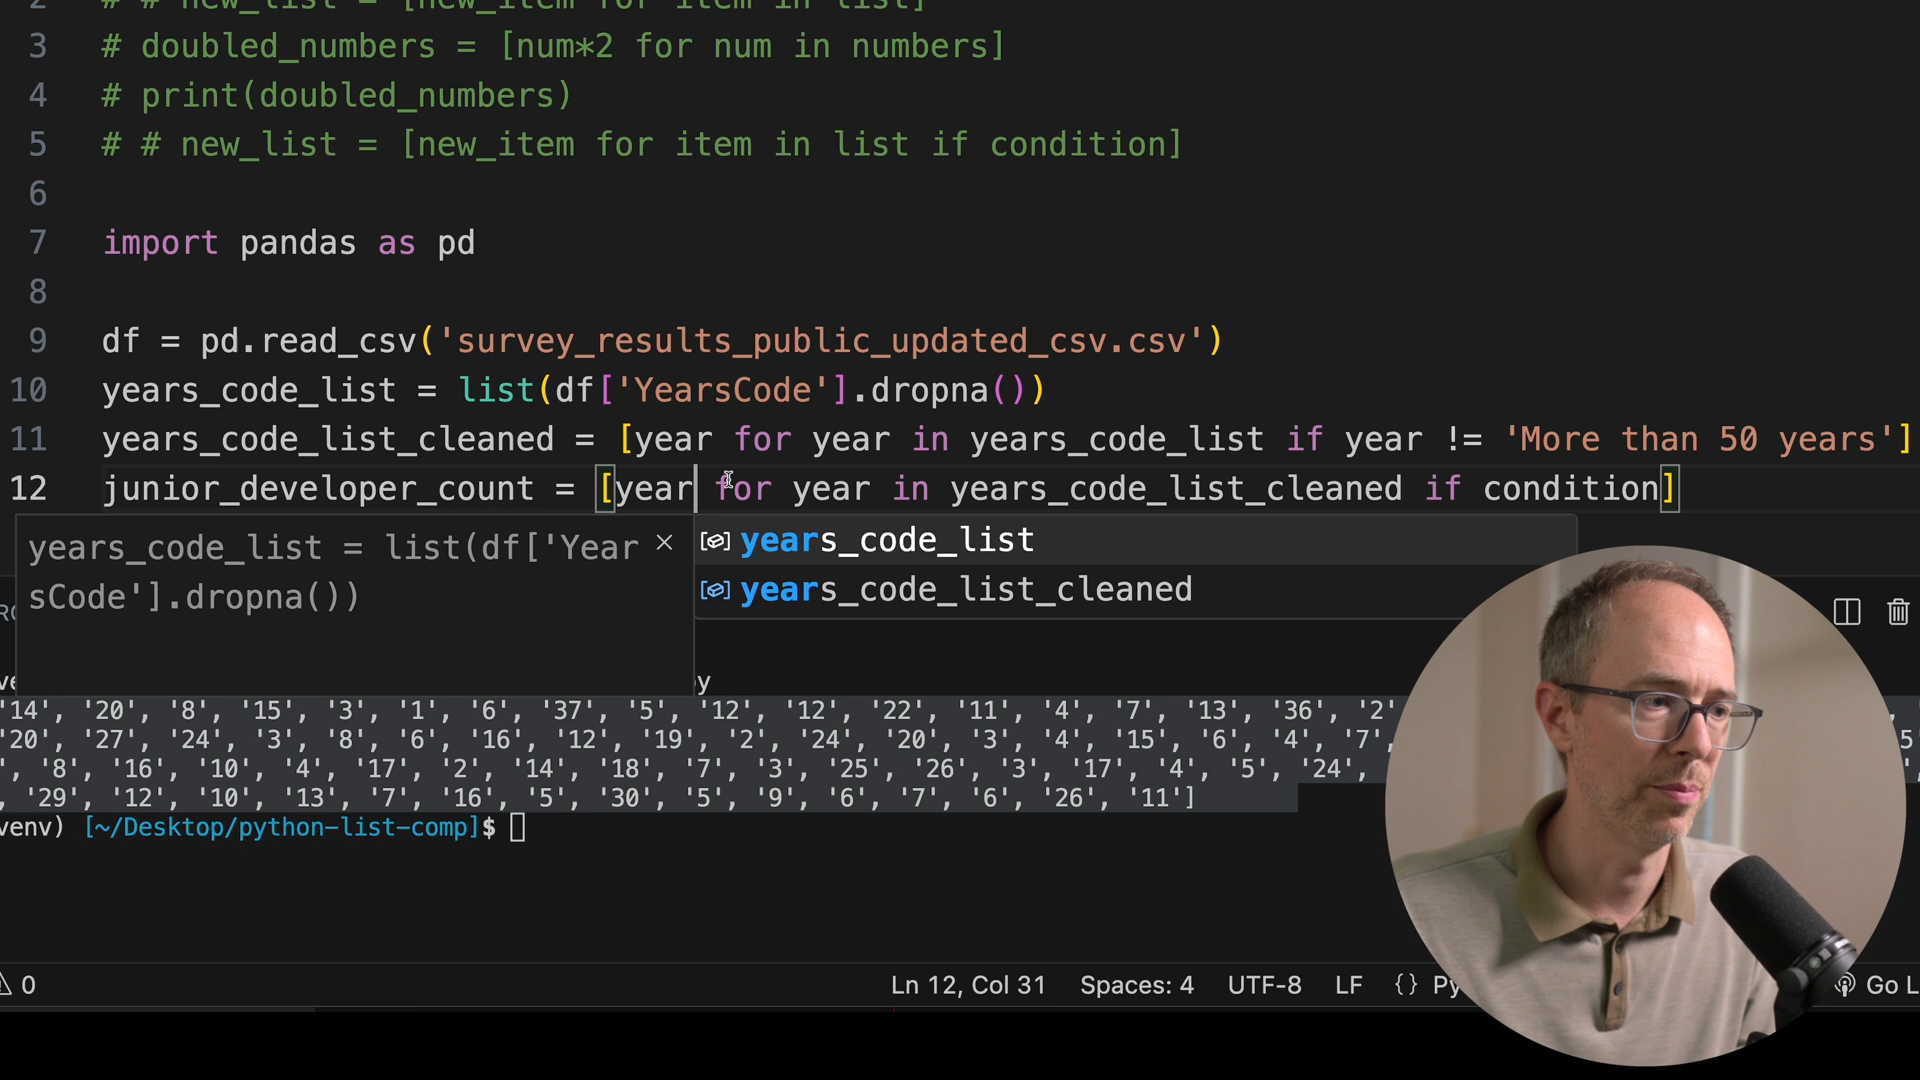 2 # # new_list = [new_item for item in list]
3 # doubled_numbers = [num*2 for num in numbers]
4 # print(doubled_numbers)
5 # # new_list = [new_item for item in list if condition]
6
7 import pandas as pd
8
9 df = pd.read_csv('survey_results_public_updated_csv.csv')
10 years_code_list = list(df['YearsCode'].dropna())
11 years_code_list_cleaned = [year for year in years_code_list if year != 'More than 50 years']
12 junior_developer_count = [year for year in years_code_list_cleaned if condition]
years_code_list = list(df['Year
sCode'].dropna())
years_code_list
years_code_list_cleaned
y
'14', '20', '8', '15', '3', '1', '6', '37', '5', '12', '12', '22', '11', '4', '7', '13', '36', '2'
'20', '27', '24', '3', '8', '6', '16', '12', '19', '2', '24', '20', '3', '4', '15', '6', '4', '7', 5'
, '8', '16', '10', '4', '17', '2', '14', '18', '7', '3', '25', '26', '3', '17', '4', '5', '24',
, '29', '12', '10', '13', '7', '16', '5', '30', '5', '9', '6', '7', '6', '26', '11']
venv) [~/Desktop/python-list-comp]$
0 Ln 12, Col 31 Spaces: 4 UTF-8 LF {} Py Go L